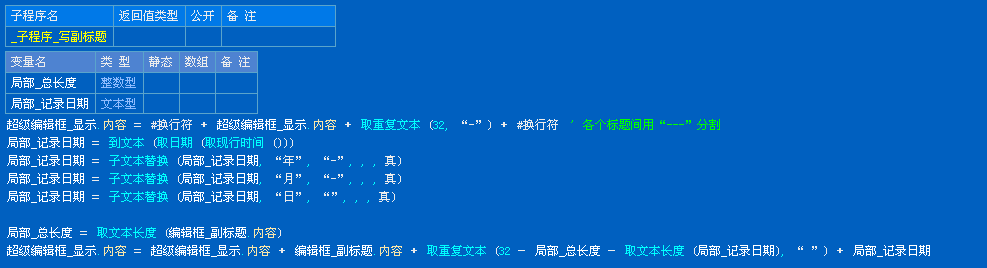 子程序名 返回值类型 公开 备 注
_子程序_写副标题
变量名 类 型 静态 数组 备 注
局部_总长度 整数型
局部_记录日期 文本型
超级编辑框_显示.内容 = #换行符 + 超级编辑框_显示.内容 + 取重复文本 (32, “-”) + #换行符 ' 各个标题间用“---”分割
局部_记录日期 = 到文本 (取日期 (取现行时间 ()))
局部_记录日期 = 子文本替换 (局部_记录日期, “年”, “-”, , , 真)
局部_记录日期 = 子文本替换 (局部_记录日期, “月”, “-”, , , 真)
局部_记录日期 = 子文本替换 (局部_记录日期, “日”, “”, , , 真)
局部_总长度 = 取文本长度 (编辑框_副标题.内容)
超级编辑框_显示.内容 = 超级编辑框_显示.内容 + 编辑框_副标题.内容 + 取重复文本 (32 - 局部_总长度 - 取文本长度 (局部_记录日期), “ ”) + 局部_记录日期